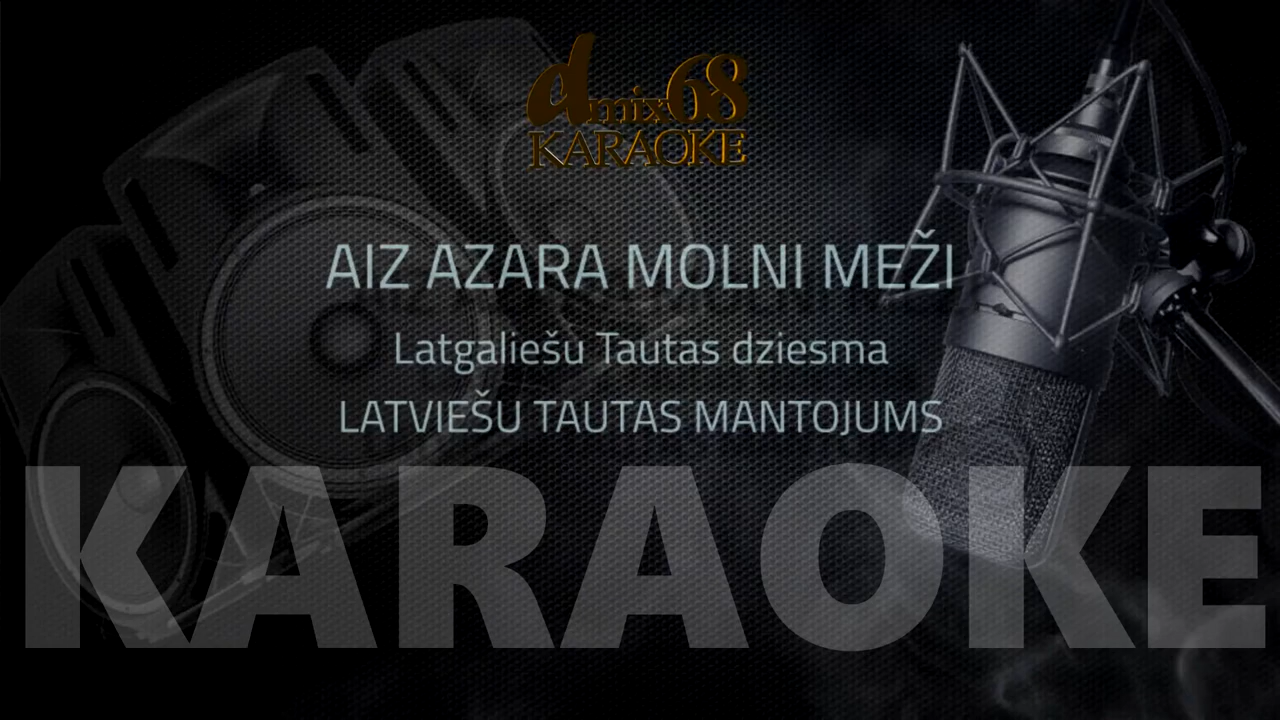 dmix68
KARAOKE
AIZ AZARA MOLNI MEŽI
Latgaliešu Tautas dziesma
LATVIEŠU TAUTAS MANTOJUMS
KARAOKE